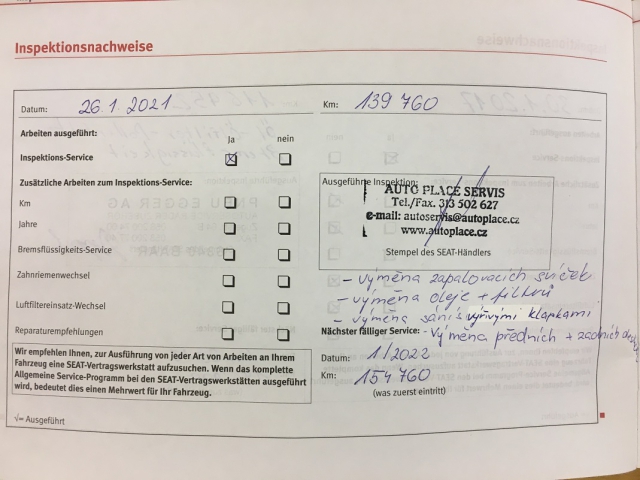 Inspektionsnachweise
Datum: 26.1.2021
Km: 139 760
Arbeiten ausgeführt:
Ja nein
Inspektions-Service
Zusätzliche Arbeiten zum Inspektions-Service:
Km
Jahre
Bremsflüssigkeits-Service
Zahnriemenwechsel
Luftfiltereinsatz-Wechsel
Reparaturempfehlungen
Wir empfehlen Ihnen, zur Ausführung von jeder Art von Arbeiten an Ihrem
Fahrzeug eine SEAT-Vertragswerkstatt aufzusuchen. Wenn das komplette
Allgemeine Service-Programm bei den SEAT-Vertragswerkstätten ausgeführt
wird, bedeutet dies einen Mehrwert für Ihr Fahrzeug.
√= Ausgeführt
Ausgeführte Inspektion:
AUTO PLACE SERVIS
Tel./Fax. 313 502 627
e-mail: autoservis@autoplace.cz
www.autoplace.cz
Stempel des SEAT-Händlers
- výměna zapalovacích svíček
- výměna oleje + filtrů
- výměna sání s vířivými klapkami
Nächster fälliger Service: - výměna předních + zadních
Datum: 1/2022
Km: 154 760
(was zuerst eintritt)